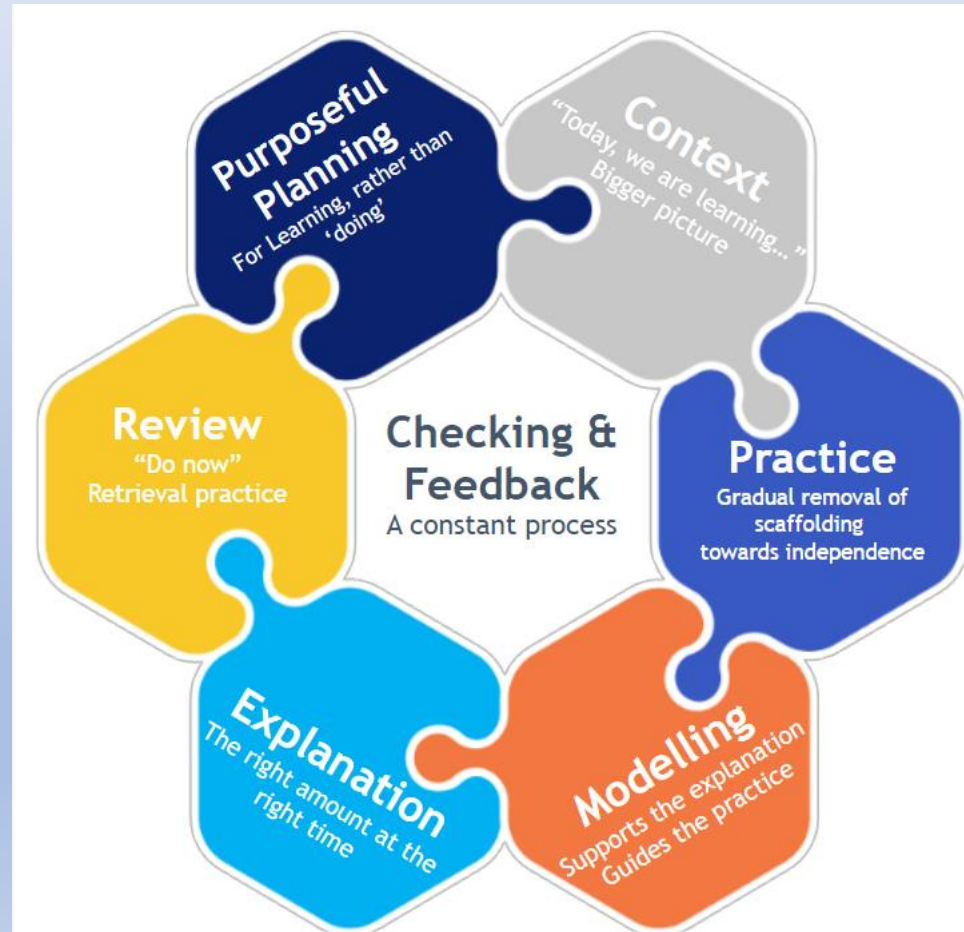 Purposeful
Planning
For Learning, rather than
‘doing’
Context
“Today, we are learning…”
Bigger picture
Practice
Gradual removal of
scaffolding
towards independence
Modelling
Supports the explanation
Guides the practice
Explanation
The right amount at the
right time
Review
“Do now”
Retrieval practice
Checking &
Feedback
A constant process